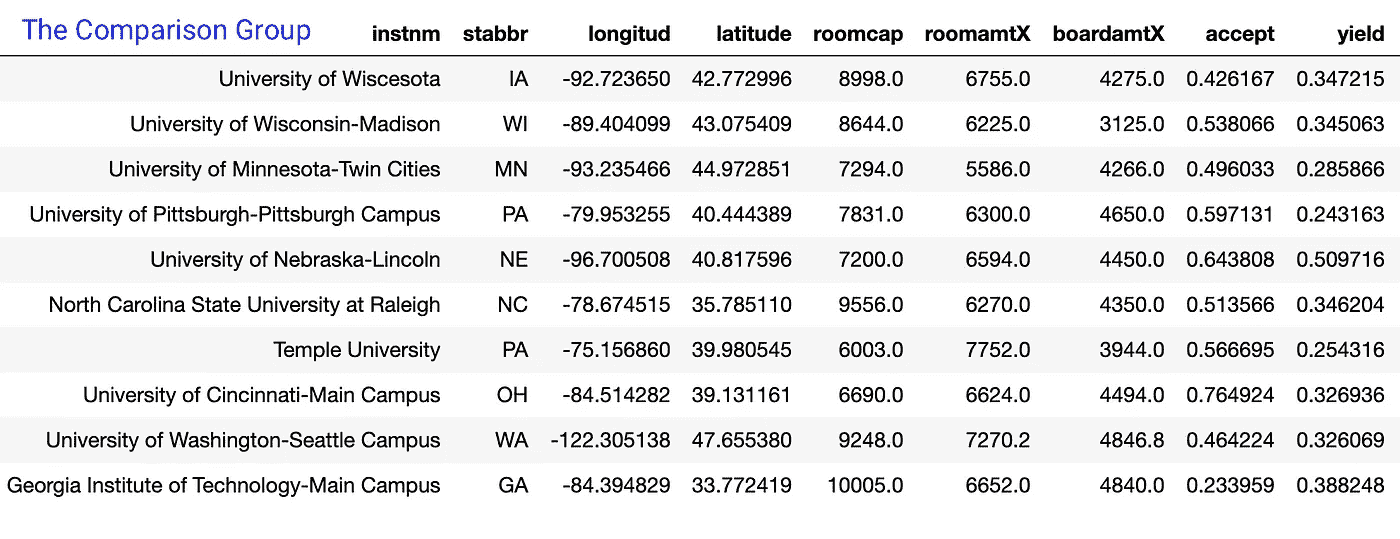 The Comparison Group instnm stabbr longitud latitude roomcap roomamtX boardamtX accept yield
University of Wiscesota IA -92.723650 42.772996 8998.0 6755.0 4275.0 0.426167 0.347215
University of Wisconsin-Madison WI -89.404099 43.075409 8644.0 6225.0 3125.0 0.538066 0.345063
University of Minnesota-Twin Cities MN -93.235466 44.972851 7294.0 5586.0 4266.0 0.496033 0.285866
University of Pittsburgh-Pittsburgh Campus PA -79.953255 40.444389 7831.0 6300.0 4650.0 0.597131 0.243163
University of Nebraska-Lincoln NE -96.700508 40.817596 7200.0 6594.0 4450.0 0.643808 0.509716
North Carolina State University at Raleigh NC -78.674515 35.785110 9556.0 6270.0 4350.0 0.513566 0.346204
Temple University PA -75.156860 39.980545 6003.0 7752.0 3944.0 0.566695 0.254316
University of Cincinnati-Main Campus OH -84.514282 39.131161 6690.0 6624.0 4494.0 0.764924 0.326936
University of Washington-Seattle Campus WA -122.305138 47.655380 9248.0 7270.2 4846.8 0.464224 0.326069
Georgia Institute of Technology-Main Campus GA -84.394829 33.772419 10005.0 6652.0 4840.0 0.233959 0.388248